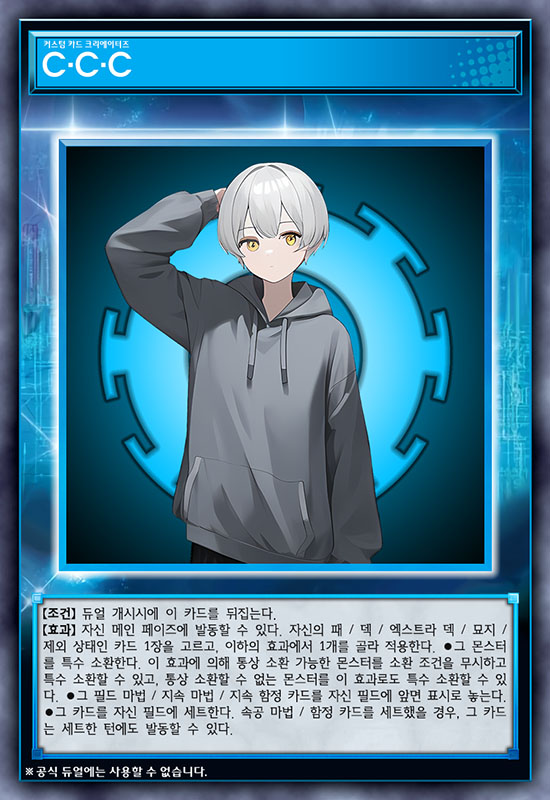 커스텀 카드 크리에이터즈
C·C·C
【조건】 듀얼 개시시에 이 카드를 뒤집는다.
【효과】 자신 메인 페이즈에 발동할 수 있다. 자신의 패 / 덱 / 엑스트라 덱 / 묘지 /
제외 상태인 카드 1장을 고르고, 이하의 효과에서 1개를 골라 적용한다. ●그 몬스터
를 특수 소환한다. 이 효과에 의해 통상 소환 가능한 몬스터를 소환 조건을 무시하고
특수 소환할 수 있고, 통상 소환할 수 없는 몬스터를 이 효과로도 특수 소환할 수 있
다. ●그 필드 마법 / 지속 마법 / 지속 함정 카드를 자신 필드에 앞면 표시로 놓는다.
●그 카드를 자신 필드에 세트한다. 속공 마법 / 함정 카드를 세트했을 경우, 그 카드
는 세트한 턴에도 발동할 수 있다.
※ 공식 듀얼에는 사용할 수 없습니다.